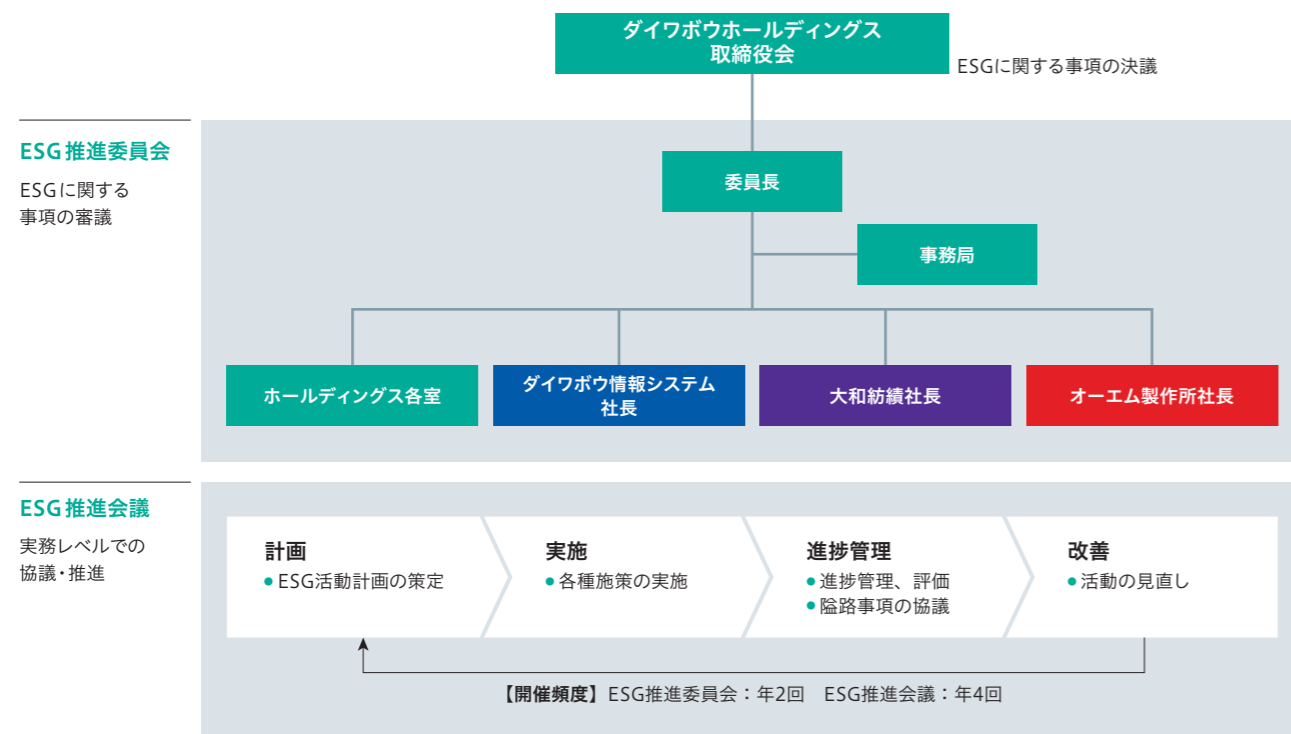 ダイワボウホールディングス
取締役会
ESGに関する事項の決議
ESG推進委員会
ESGに関する
事項の審議
委員長
事務局
ホールディングス各室
ダイワボウ情報システム
社長
大和紡績社長
オーエム製作所社長
ESG推進会議
実務レベルでの
協議・推進
計画
●ESG活動計画の策定
実施
●各種施策の実施
進捗管理
●進捗管理、評価
●隘路事項の協議
改善
●活動の見直し
【開催頻度】ESG推進委員会：年2回　ESG推進会議：年4回